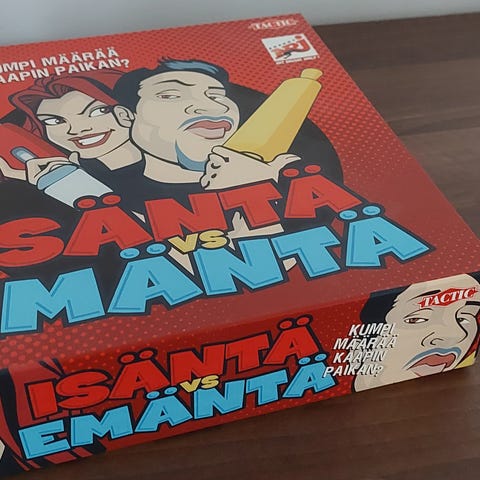 TACTIC
KUMPI MÄÄRÄÄ
KAAPIN PAIKAN?
ISÄNTÄ
VS
EMÄNTÄ
ISÄNTÄ
VS
EMÄNTÄ
KUMPI
MÄÄRÄÄ
KAAPIN
PAIKAN?
TACTIC